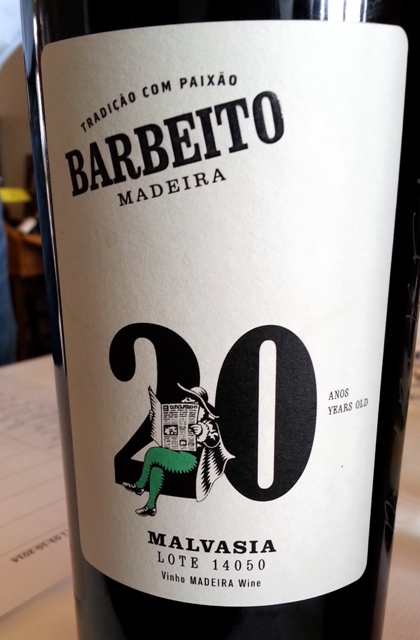 TRADIÇÃO COM PAIXÃO
BARBEITO
MADEIRA
20
ANOS
YEARS OLD
MALVASIA
LOTE 14050
Vinho MADEIRA Wine